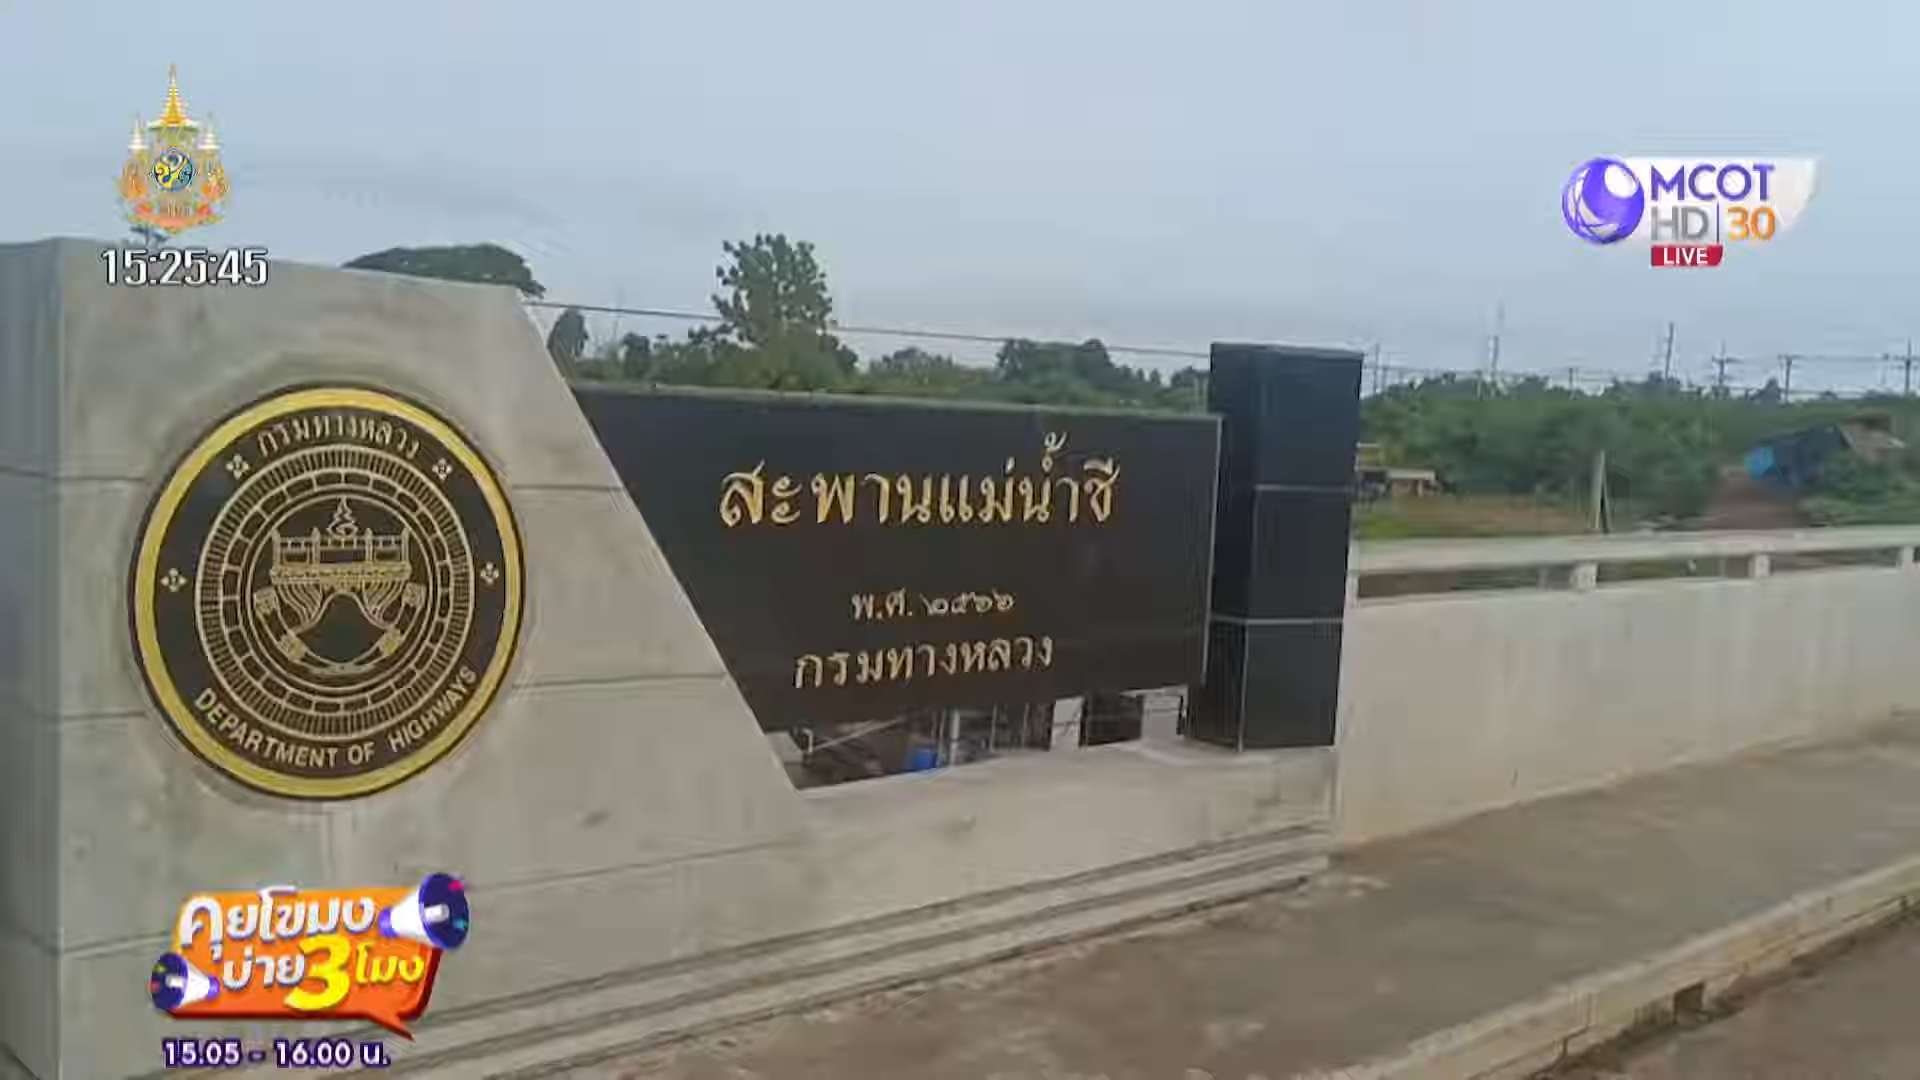 15:25:45
MCOT
HD 30
LIVE
กรมทางหลวง
DEPARTMENT OF HIGHWAYS
สะพานแม่น้ำชี
พ.ศ. ๒๕๖๖
กรมทางหลวง
คุยโขมง
บ่าย 3 โมง
15.05 - 16.00 น.